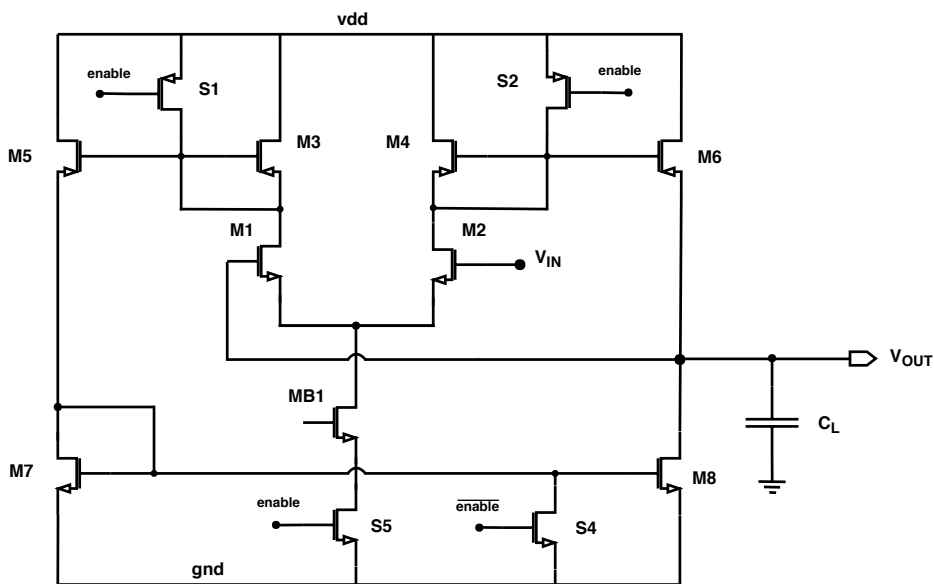 vdd
enable
S1
S2
enable
M5
M3
M4
M6
M1
M2
V_IN
V_OUT
MB1
C_L
M7
M8
enable
S5
enable
S4
gnd